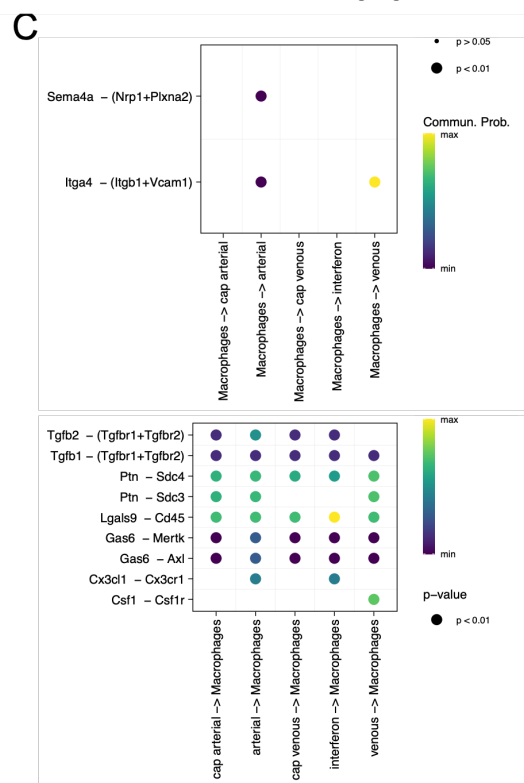 C
p > 0.05
p < 0.01
Commun. Prob.
max
min
Sema4a − (Nrp1+Plxna2)
Itga4 − (Itgb1+Vcam1)
Macrophages −> cap arterial
Macrophages −> arterial
Macrophages −> cap venous
Macrophages −> interferon
Macrophages −> venous
max
min
Tgfb2 − (Tgfbr1+Tgfbr2)
Tgfb1 − (Tgfbr1+Tgfbr2)
Ptn − Sdc4
Ptn − Sdc3
Lgals9 − Cd45
Gas6 − Mertk
Gas6 − Axl
Cx3cl1 − Cx3cr1
Csf1 − Csf1r
p−value
p < 0.01
cap arterial −> Macrophages
arterial −> Macrophages
cap venous −> Macrophages
interferon −> Macrophages
venous −> Macrophages